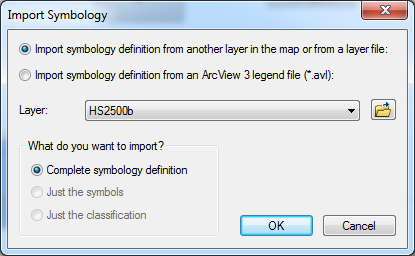 Import Symbology
Import symbology definition from another layer in the map or from a layer file:
Import symbology definition from an ArcView 3 legend file (*.avl):
Layer: HS2500b
What do you want to import?
Complete symbology definition
Just the symbols
Just the classification
OK Cancel